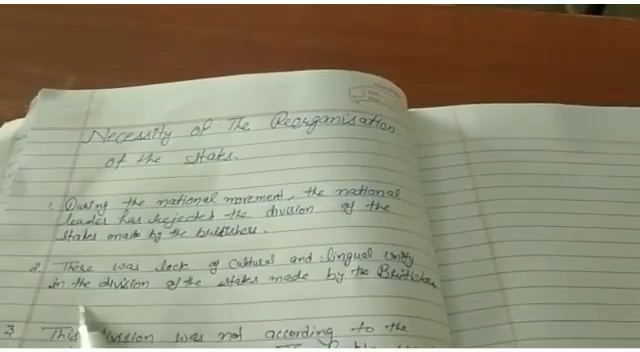 Necessity of The Reorganisation
of the states.
1. During the national movement, the national
leader has rejected the division of the
states made by the
2. There was lack of cultural and lingual unity
in the division of the states made by the
3 This division was not according to the